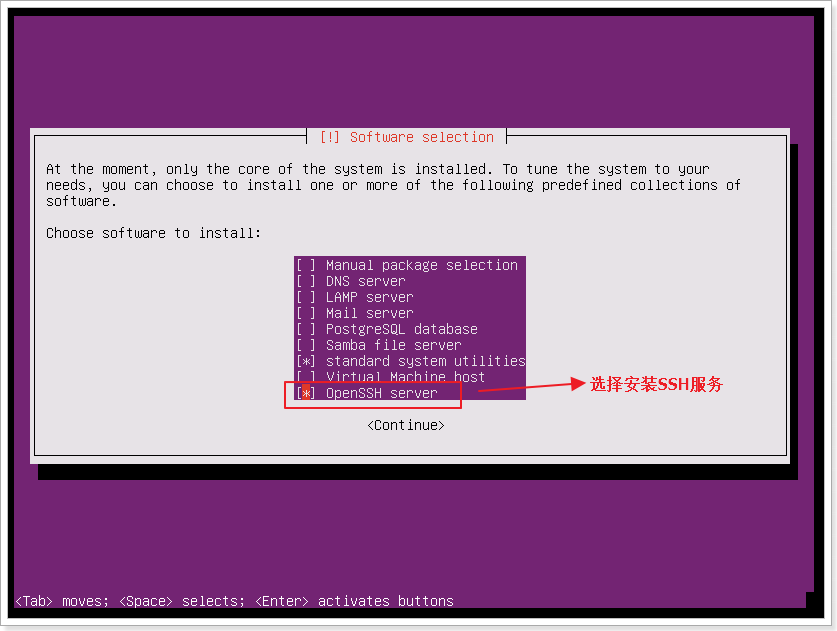 [!] Software selection
At the moment, only the core of the system is installed. To tune the system to your
needs, you can choose to install one or more of the following predefined collections of
software.
Choose software to install:
[ ] Manual package selection
[ ] DNS server
[ ] LAMP server
[ ] Mail server
[ ] PostgreSQL database
[ ] Samba file server
[*] standard system utilities
[ ] Virtual Machine host
[*] OpenSSH server
选择安装SSH服务
<Continue>
<Tab> moves; <Space> selects; <Enter> activates buttons